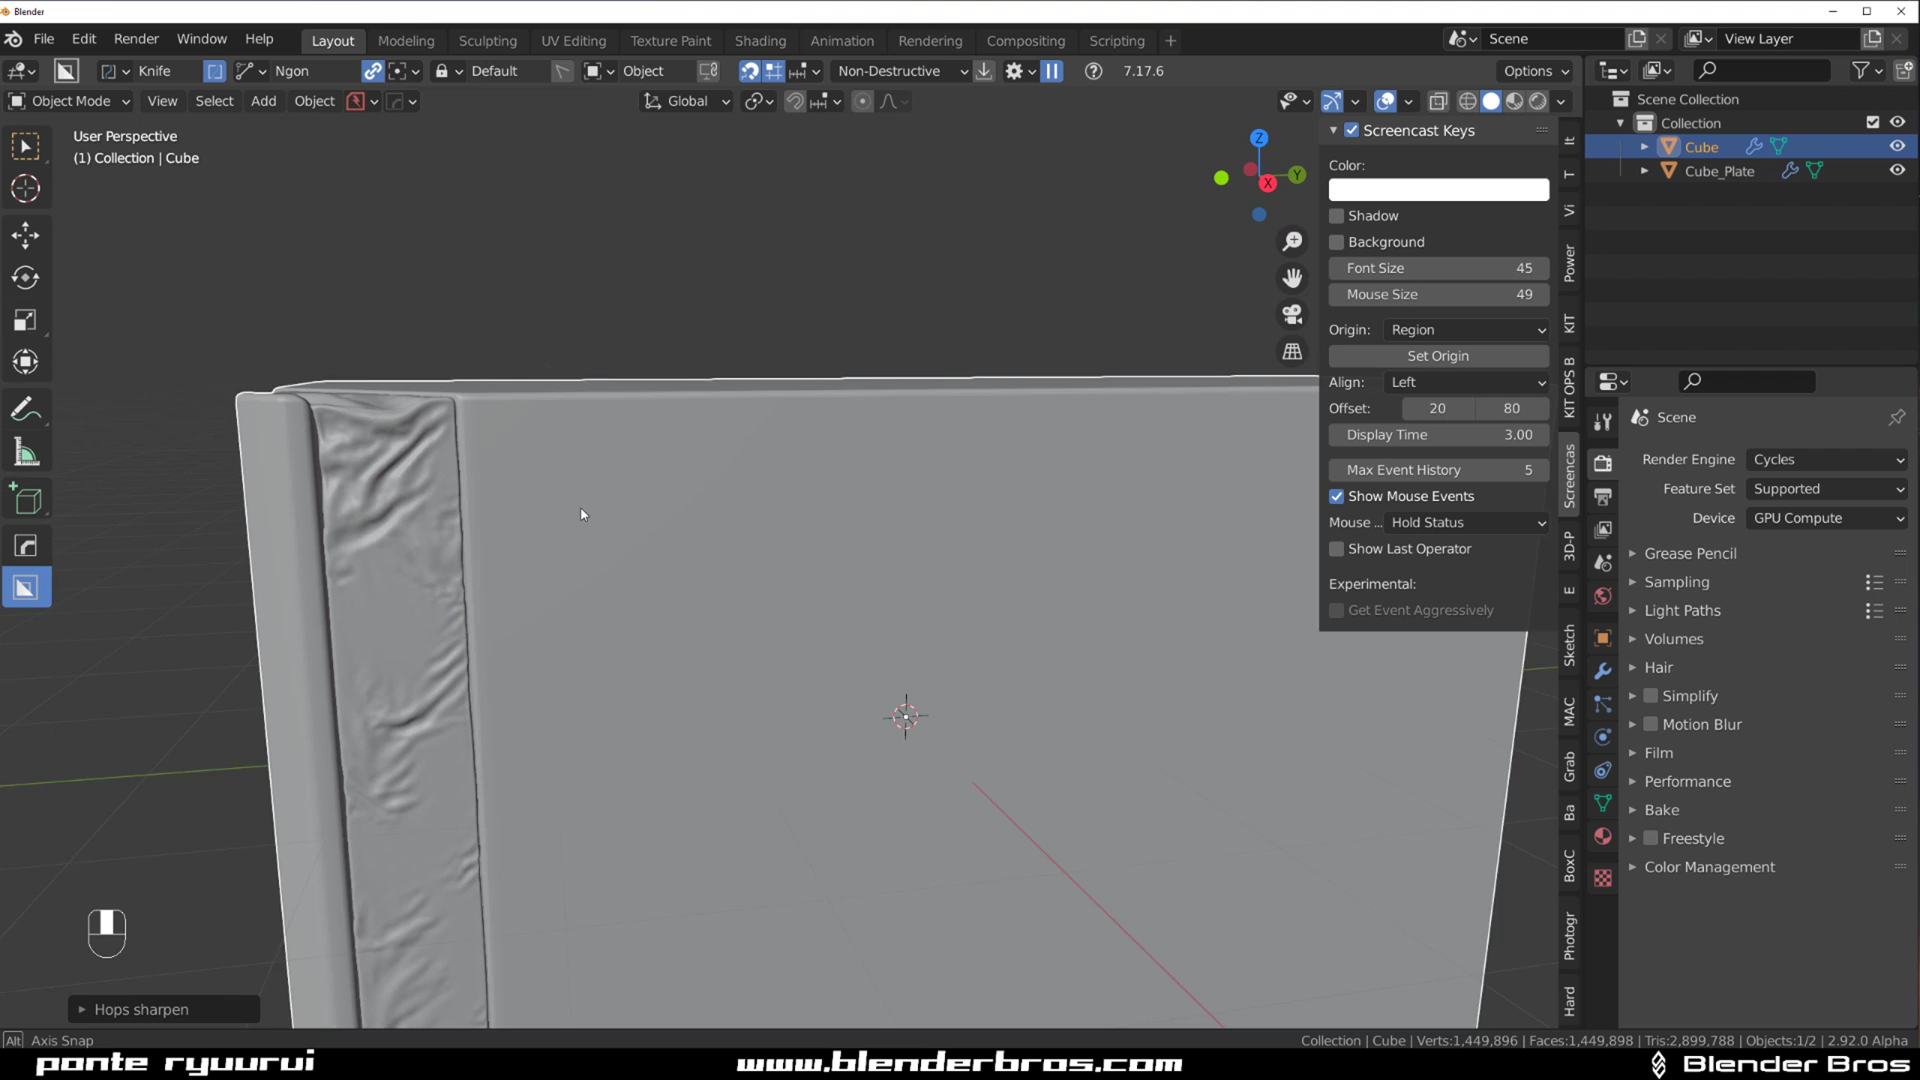 Blender
File Edit Render Window Help Layout Modeling Sculpting UV Editing Texture Paint Shading Animation Rendering Compositing Scripting + Scene View Layer
Knife Ngon Default Object Non-Destructive 7.17.6 Options
Object Mode View Select Add Object Global
User Perspective
(1) Collection | Cube
Z
Y
X
Screencast Keys
Color:
Shadow
Background
Font Size 45
Mouse Size 49
Origin: Region
Set Origin
Align: Left
Offset: 20 80
Display Time 3.00
Max Event History 5
Show Mouse Events
Mouse ... Hold Status
Show Last Operator
Experimental:
Get Event Aggressively
It
T
Vi
Power
KIT
KIT OPS B
Screencas
3D-P
E
Sketch
MAC
Grab
Ba
BoxC
Photogr
Hard
Scene Collection
Collection
Cube
Cube_Plate
Scene
Render Engine Cycles
Feature Set Supported
Device GPU Compute
Grease Pencil
Sampling
Light Paths
Volumes
Hair
Simplify
Motion Blur
Film
Performance
Bake
Freestyle
Color Management
Hops sharpen
Alt Axis Snap
Collection | Cube | Verts:1,449,896 | Faces:1,449,898 | Tris:2,899,788 | Objects:1/2 | 2.92.0 Alpha
ponte ryuurui www.blenderbros.com Blender Bros